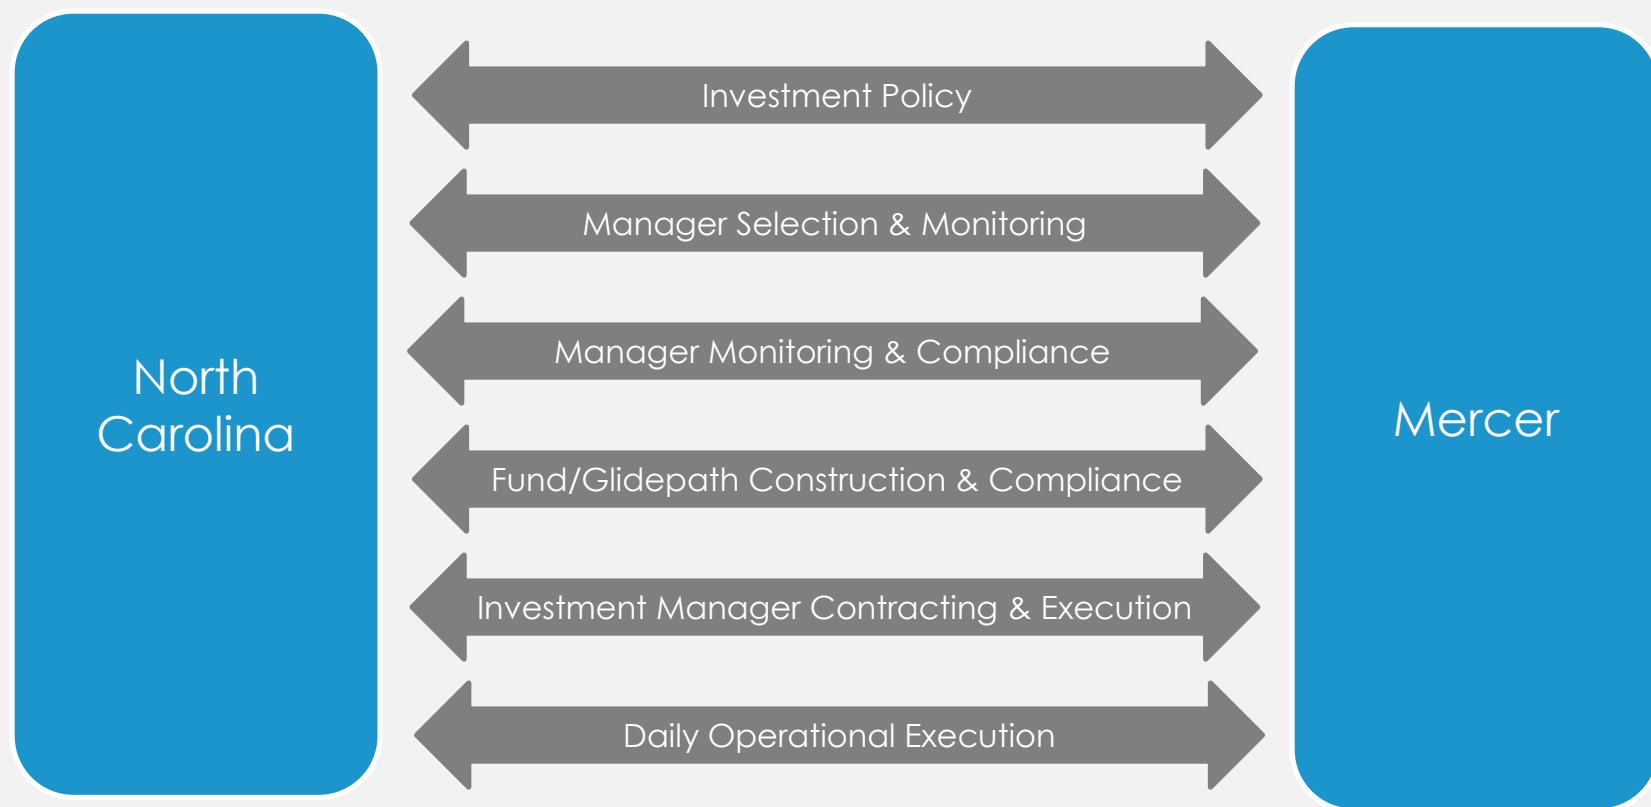 North
Carolina
Investment Policy
Manager Selection & Monitoring
Manager Monitoring & Compliance
Fund/Glidepath Construction & Compliance
Investment Manager Contracting & Execution
Daily Operational Execution
Mercer